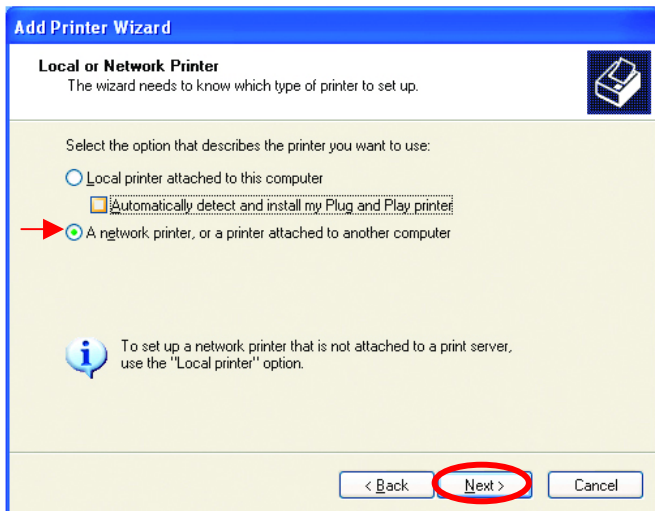 Add Printer Wizard
Local or Network Printer
The wizard needs to know which type of printer to set up.
Select the option that describes the printer you want to use:
Local printer attached to this computer
Automatically detect and install my Plug and Play printer
A network printer, or a printer attached to another computer
To set up a network printer that is not attached to a print server,
use the "Local printer" option.
< Back Next > Cancel